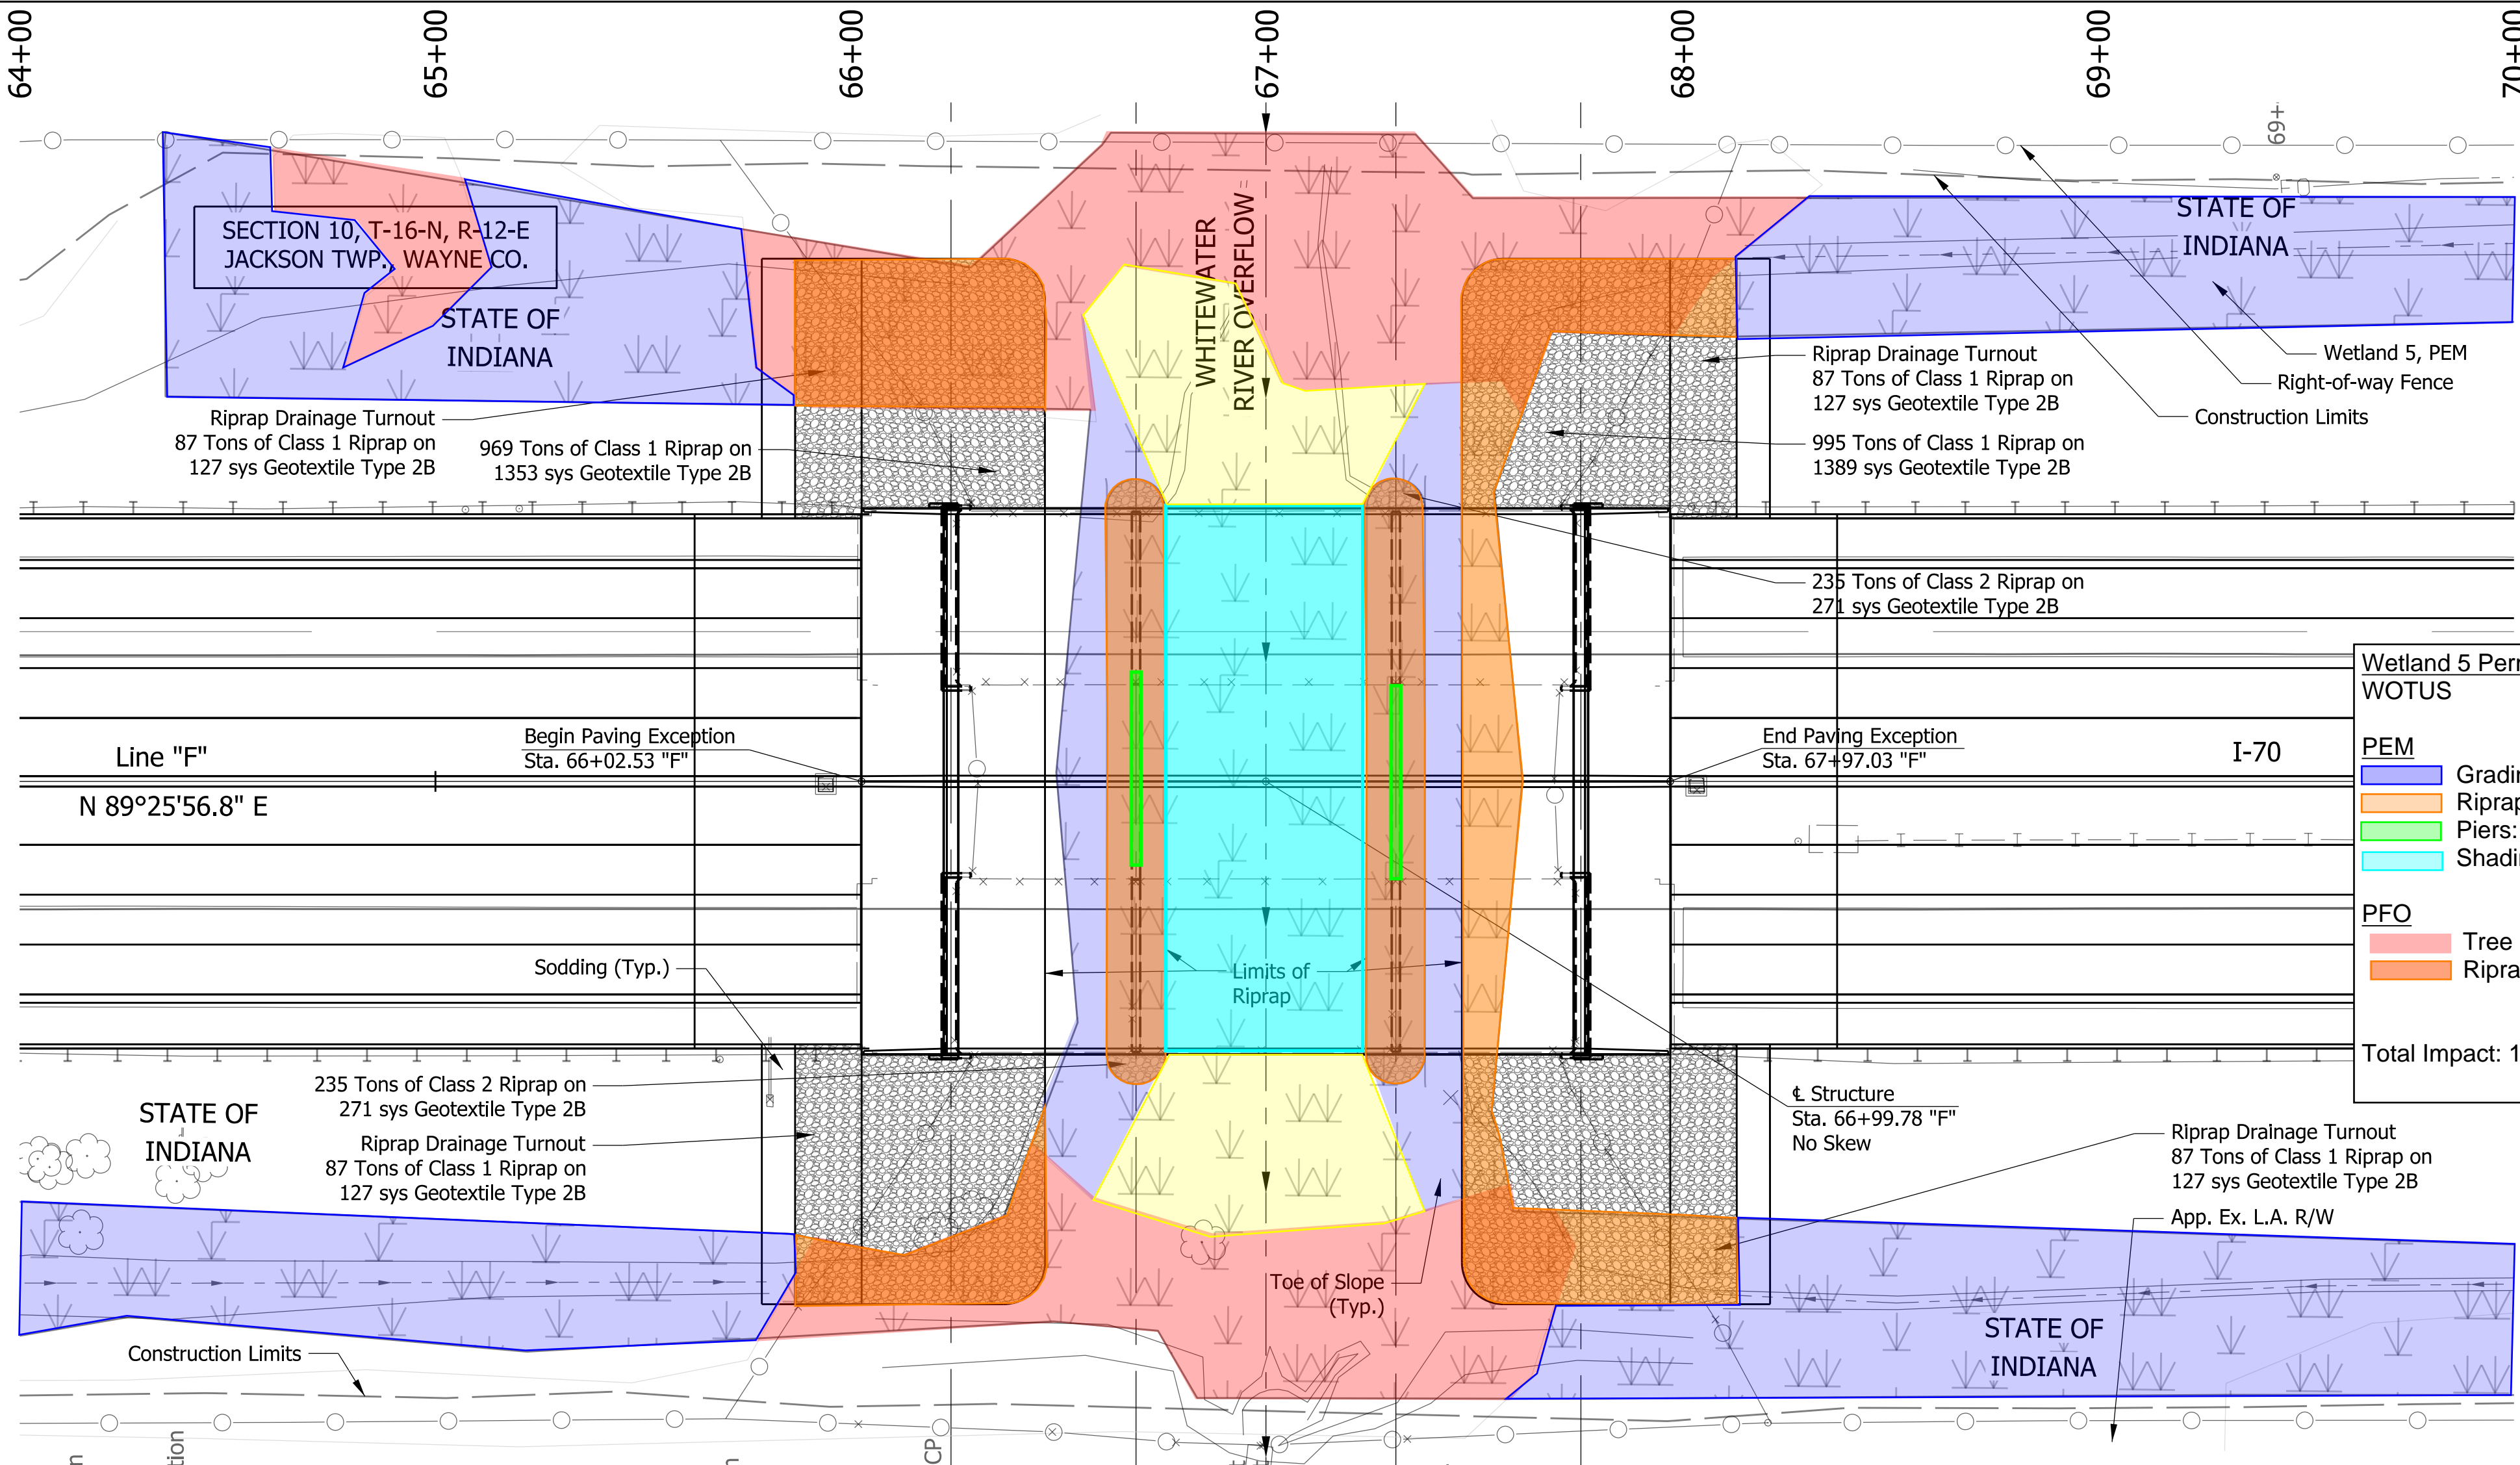 64+00
65+00
66+00
67+00
68+00
69+00
70+00
69+
SECTION 10, T-16-N, R-12-E
JACKSON TWP., WAYNE CO.
STATE OF
INDIANA
WHITEWATER
RIVER OVERFLOW
STATE OF
INDIANA
Riprap Drainage Turnout
87 Tons of Class 1 Riprap on
127 sys Geotextile Type 2B
969 Tons of Class 1 Riprap on
1353 sys Geotextile Type 2B
Riprap Drainage Turnout
87 Tons of Class 1 Riprap on
127 sys Geotextile Type 2B
995 Tons of Class 1 Riprap on
1389 sys Geotextile Type 2B
Wetland 5, PEM
Right-of-way Fence
Construction Limits
235 Tons of Class 2 Riprap on
271 sys Geotextile Type 2B
Line "F"
N 89°25'56.8" E
Begin Paving Exception
Sta. 66+02.53 "F"
End Paving Exception
Sta. 67+97.03 "F"
I-70
Wetland 5 Perr
WOTUS
PEM
Gradin
Riprap
Piers:
Shadi
PFO
Tree
Ripra
Total Impact: 1
Sodding (Typ.)
Limits of
Riprap
235 Tons of Class 2 Riprap on
271 sys Geotextile Type 2B
Riprap Drainage Turnout
87 Tons of Class 1 Riprap on
127 sys Geotextile Type 2B
STATE OF
INDIANA
℄ Structure
Sta. 66+99.78 "F"
No Skew
Riprap Drainage Turnout
87 Tons of Class 1 Riprap on
127 sys Geotextile Type 2B
App. Ex. L.A. R/W
Toe of Slope
(Typ.)
STATE OF
INDIANA
Construction Limits
n
tion
n
CP